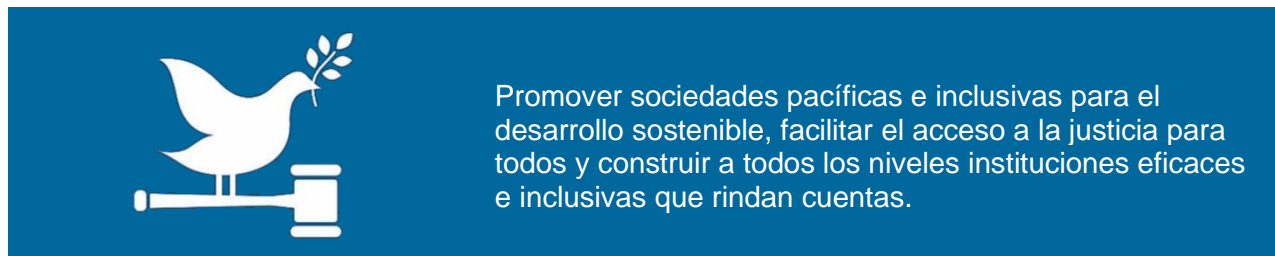 Promover sociedades pacíficas e inclusivas para el
desarrollo sostenible, facilitar el acceso a la justicia para
todos y construir a todos los niveles instituciones eficaces
e inclusivas que rindan cuentas.